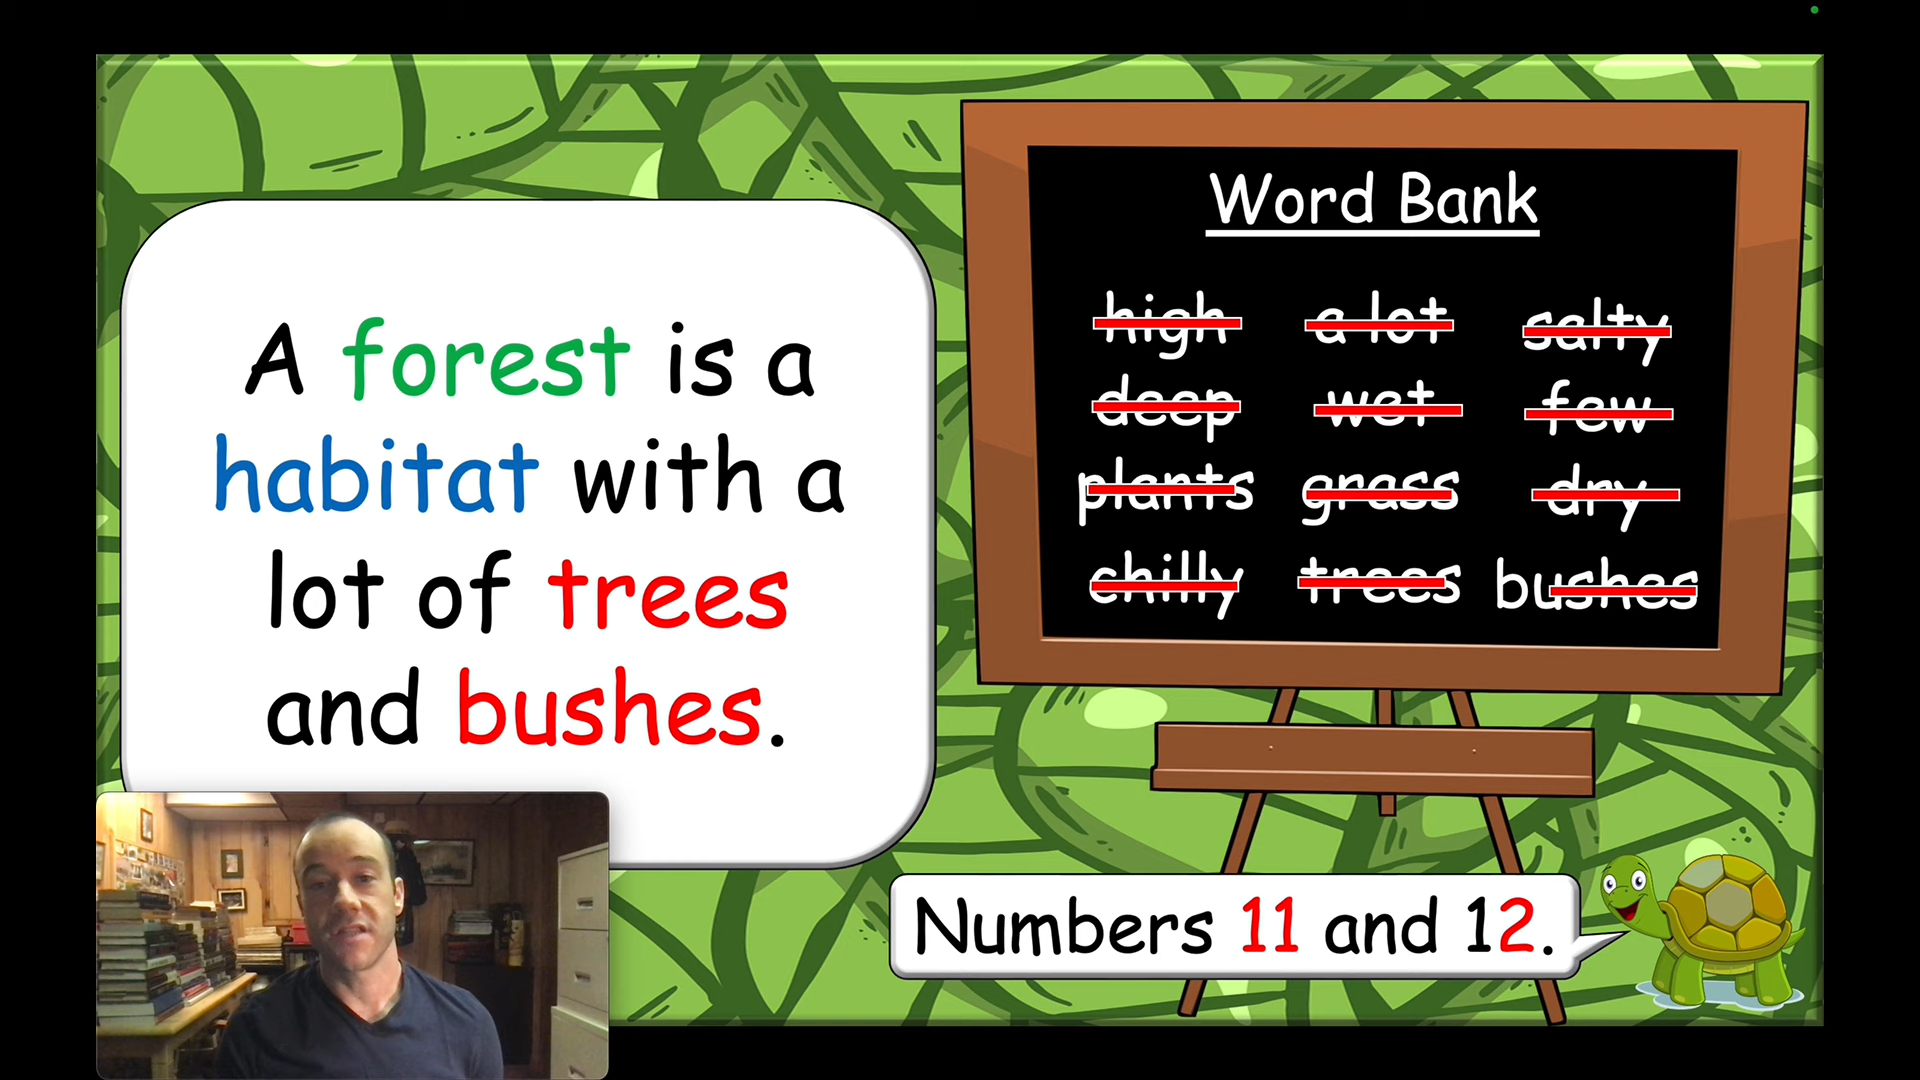 A forest is a
habitat with a
lot of trees
and bushes.
Word Bank
high a lot salty
deep wet few
plants grass dry
chilly trees bushes
Numbers 11 and 12.